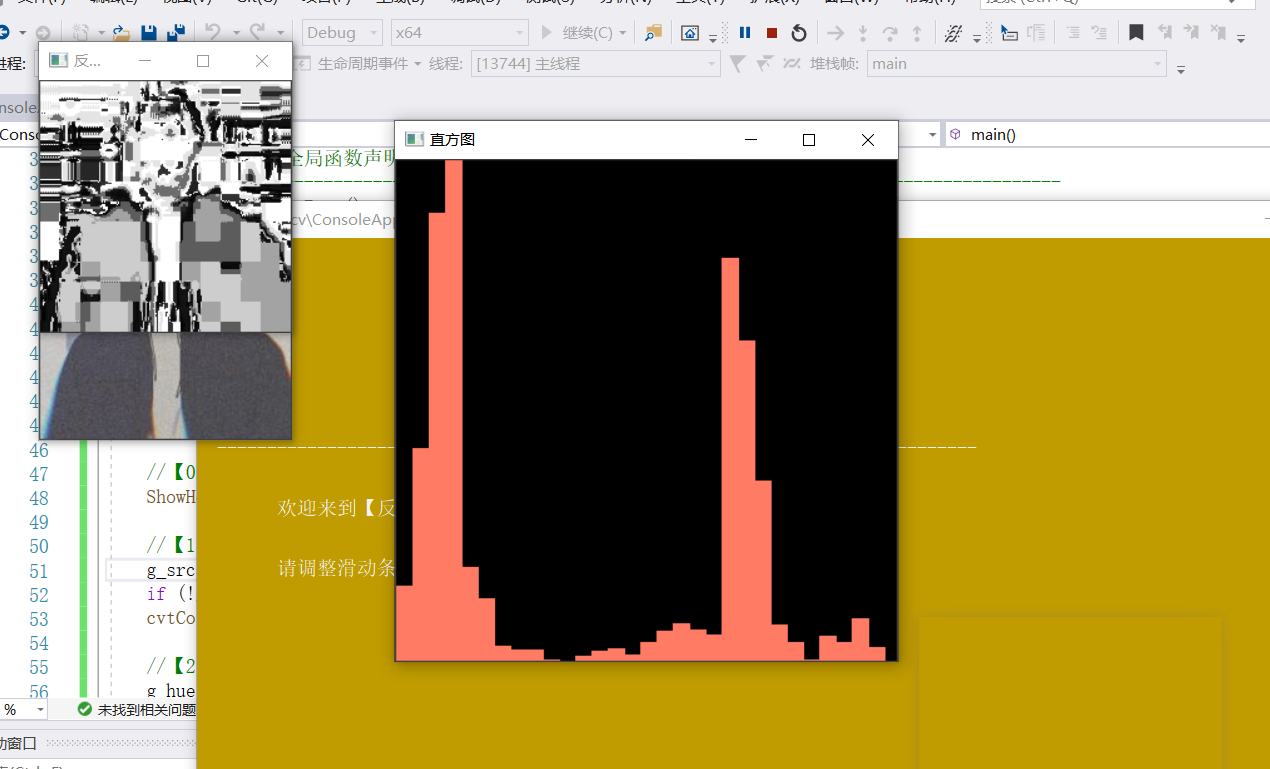 Debug
x64
继续(C)
进程:
生命周期事件
线程:
[13744] 主线程
堆栈帧:
main
反...
直方图
main()
全局函数声明
cv\ConsoleApp
46
47 //【0
48 ShowH
49
50 //【1
51 g_src
52 if (!
53 cvtCo
54
55 //【2
56 g_hue
欢迎来到【反
请调整滑动条
%
未找到相关问题
动窗口